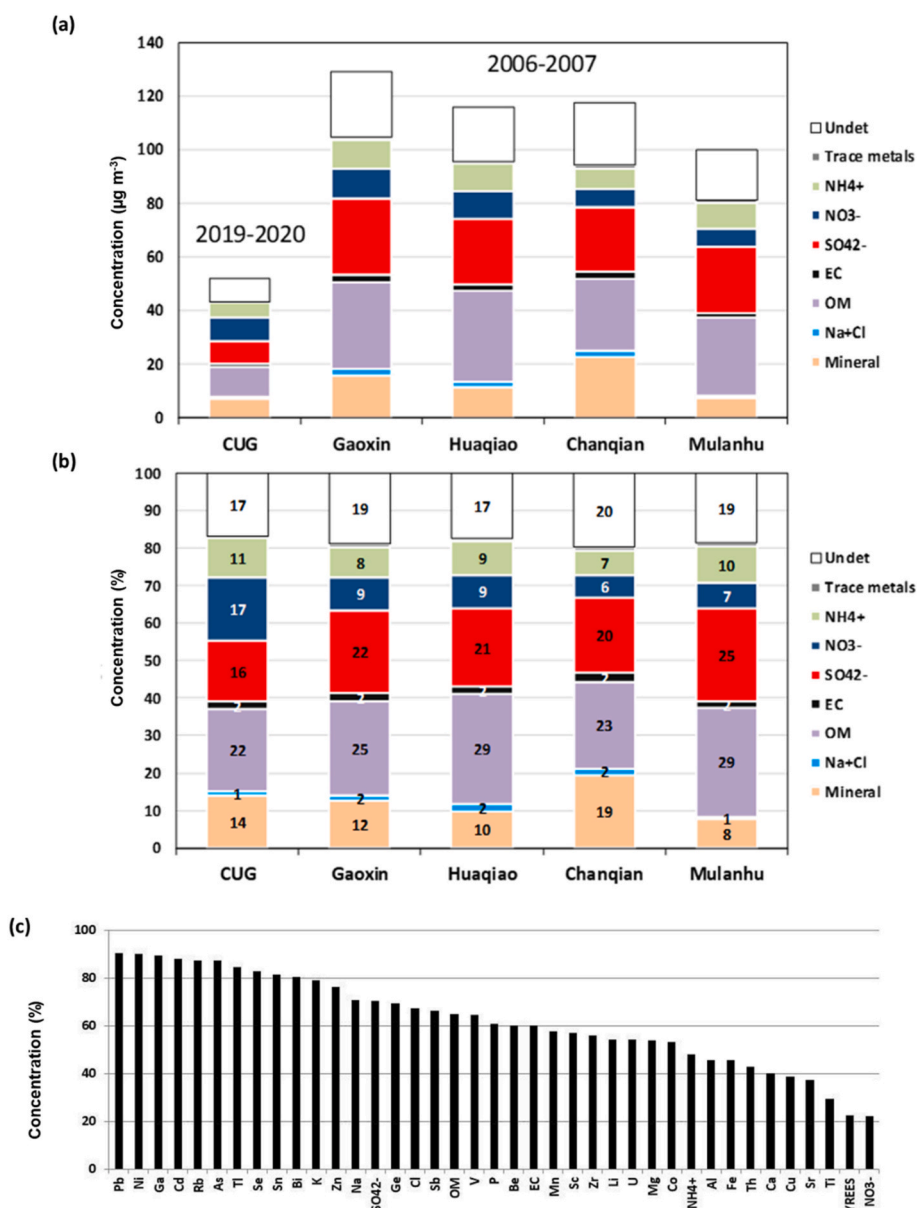 (a)
140
120
100
80
60
40
20
0
Concentration (µg m⁻³)
2006-2007
2019-2020
CUG Gaoxin Huaqiao Chanqian Mulanhu
Undet
Trace metals
NH4+
NO3-
SO42-
EC
OM
Na+Cl
Mineral
(b)
100
90
80
70
60
50
40
30
20
10
0
Concentration (%)
17 19 17 20 19
11 8 9 7 10
17 9 9 6 7
16 22 21 20 25
2 2 2 2 2
22 25 29 23 29
1 2 2 2 1
14 12 10 19 8
CUG Gaoxin Huaqiao Chanqian Mulanhu
Undet
Trace metals
NH4+
NO3-
SO42-
EC
OM
Na+Cl
Mineral
(c)
100
80
60
40
20
0
Concentration (%)
Pb Ni Ga Cd Rb As Tl Se Sn Bi K Zn Na SO42- Ge Cl Sb OM V P Be EC Mn Sc Zr Li U Mg Co NH4+ Al Fe Th Ca Cu Sr Ti YREES NO3-